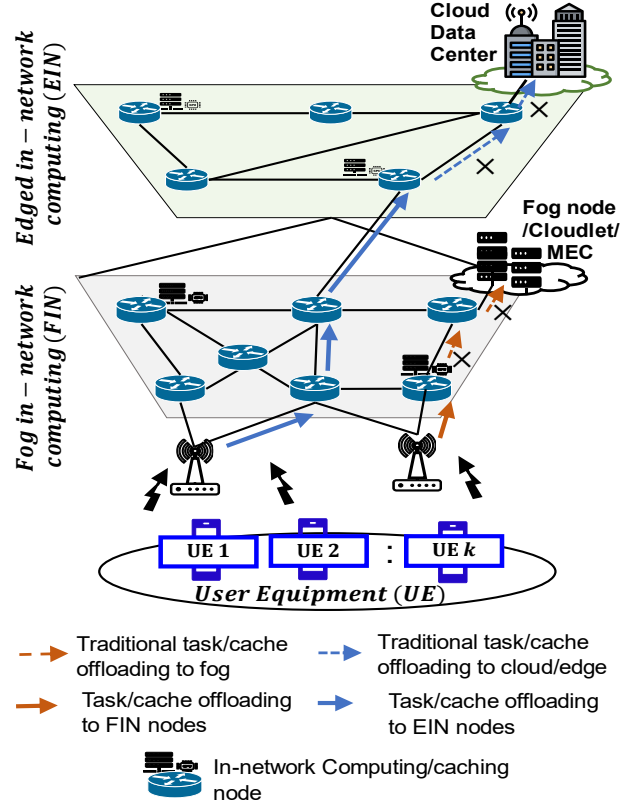 Cloud
Data
Center
Edged in − network
computing (EIN)
Fog node
/Cloudlet/
MEC
Fog in − network
computing (FIN)
UE 1
UE 2
:
UE k
User Equipment (UE)
Traditional task/cache
offloading to fog
Traditional task/cache
offloading to cloud/edge
Task/cache offloading
to FIN nodes
Task/cache offloading
to EIN nodes
In-network Computing/caching
node